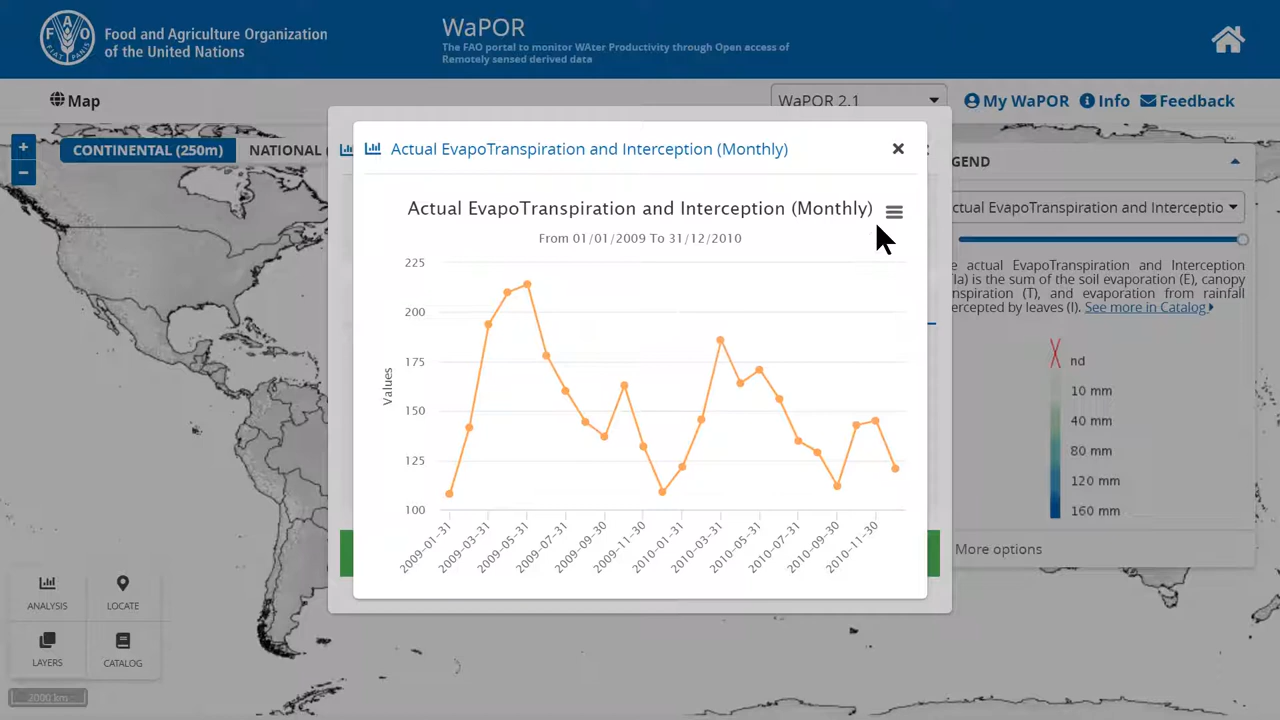 Food and Agriculture Organization
of the United Nations
WaPOR
The FAO portal to monitor WAter Productivity through Open access of
Remotely sensed derived data
Map
WaPOR 2.1
My WaPOR
Info
Feedback
+
−
CONTINENTAL (250m)
NATIONAL (
Actual EvapoTranspiration and Interception (Monthly)
×
Actual EvapoTranspiration and Interception (Monthly)
From 01/01/2009 To 31/12/2010
Values
225
200
175
150
125
100
2009-01-31
2009-03-31
2009-05-31
2009-07-31
2009-09-30
2009-11-30
2010-01-31
2010-03-31
2010-05-31
2010-07-31
2010-09-30
2010-11-30
GEND
ctual EvapoTranspiration and Interceptio
e actual EvapoTranspiration and Interception
Ia) is the sum of the soil evaporation (E), canopy
nspiration (T), and evaporation from rainfall
ercepted by leaves (I). See more in Catalog
nd
10 mm
40 mm
80 mm
120 mm
160 mm
More options
ANALYSIS
LOCATE
LAYERS
CATALOG
2000 km